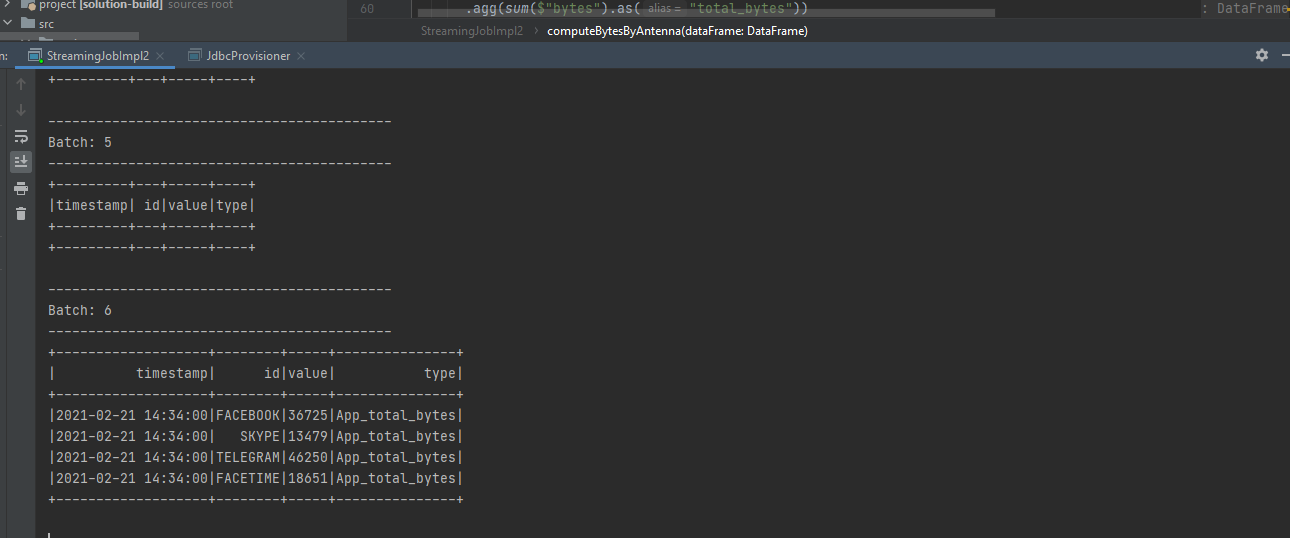 project [solution-build] sources root
src
60 .agg(sum($"bytes").as( alias = "total_bytes"))
: DataFrame
StreamingJobImpl2 computeBytesByAntenna(dataFrame: DataFrame)
n: StreamingJobImpl2 JdbcProvisioner
+---------+---+-----+----+
------------------------------------------
Batch: 5
------------------------------------------
+---------+---+-----+----+
|timestamp| id|value|type|
+---------+---+-----+----+
+---------+---+-----+----+
------------------------------------------
Batch: 6
------------------------------------------
+-------------------+--------+-----+---------------+
|          timestamp|      id|value|           type|
+-------------------+--------+-----+---------------+
|2021-02-21 14:34:00|FACEBOOK|36725|App_total_bytes|
|2021-02-21 14:34:00|   SKYPE|13479|App_total_bytes|
|2021-02-21 14:34:00|TELEGRAM|46250|App_total_bytes|
|2021-02-21 14:34:00|FACETIME|18651|App_total_bytes|
+-------------------+--------+-----+---------------+